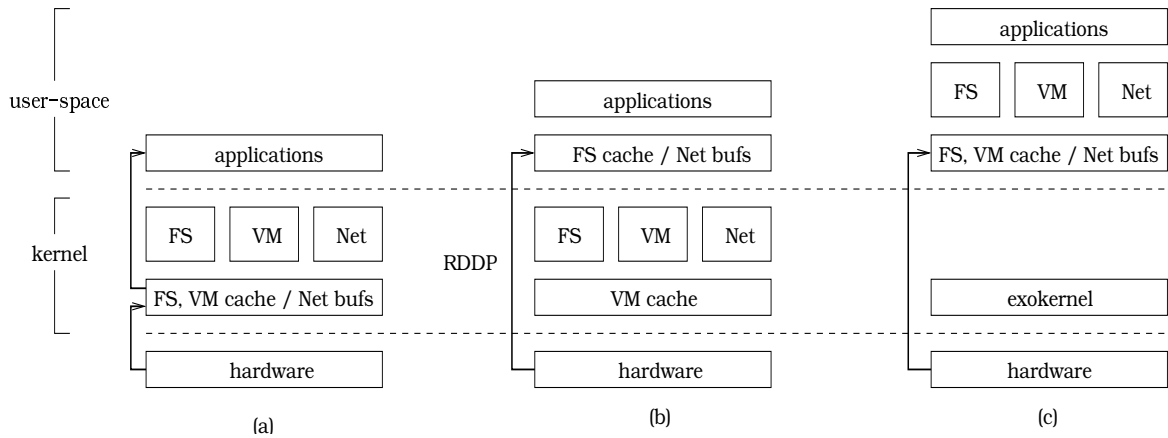 user-space
kernel
applications
FS VM Net
FS, VM cache / Net bufs
hardware
(a)
applications
FS cache / Net bufs
RDDP
FS VM Net
VM cache
hardware
(b)
applications
FS VM Net
FS, VM cache / Net bufs
exokernel
hardware
(c)